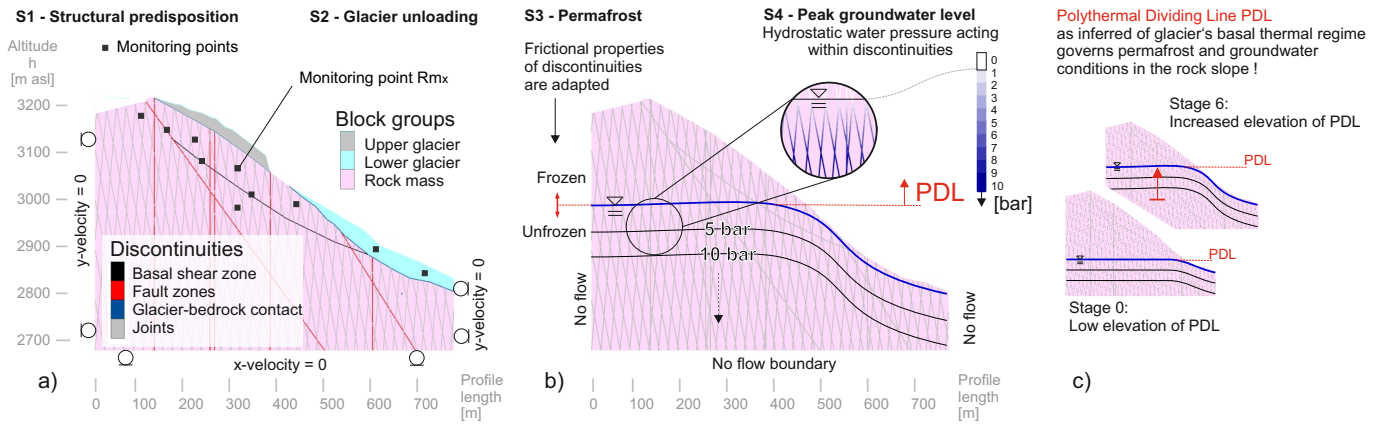 S1 - Structural predisposition
S2 - Glacier unloading
Altitude
h
[m asl]
Monitoring points
Monitoring point Rmx
3200
3100
3000
2900
2800
2700
Block groups
Upper glacier
Lower glacier
Rock mass
y-velocity = 0
Discontinuities
Basal shear zone
Fault zones
Glacier-bedrock contact
Joints
y-velocity = 0
x-velocity = 0
a)
0
100
200
300
400
500
600
700
Profile
length
[m]
S3 - Permafrost
S4 - Peak groundwater level
Hydrostatic water pressure acting
within discontinuities
Frictional properties
of discontinuities
are adapted
0
1
2
3
4
5
6
7
8
9
10
[bar]
Frozen
PDL
Unfrozen
5 bar
10 bar
No flow
No flow
No flow boundary
b)
0
100
200
300
400
500
600
700
Profile
length
[m]
Polythermal Dividing Line PDL
as inferred of glacier's basal thermal regime
governs permafrost and groundwater
conditions in the rock slope !
Stage 6:
Increased elevation of PDL
PDL
PDL
Stage 0:
Low elevation of PDL
c)